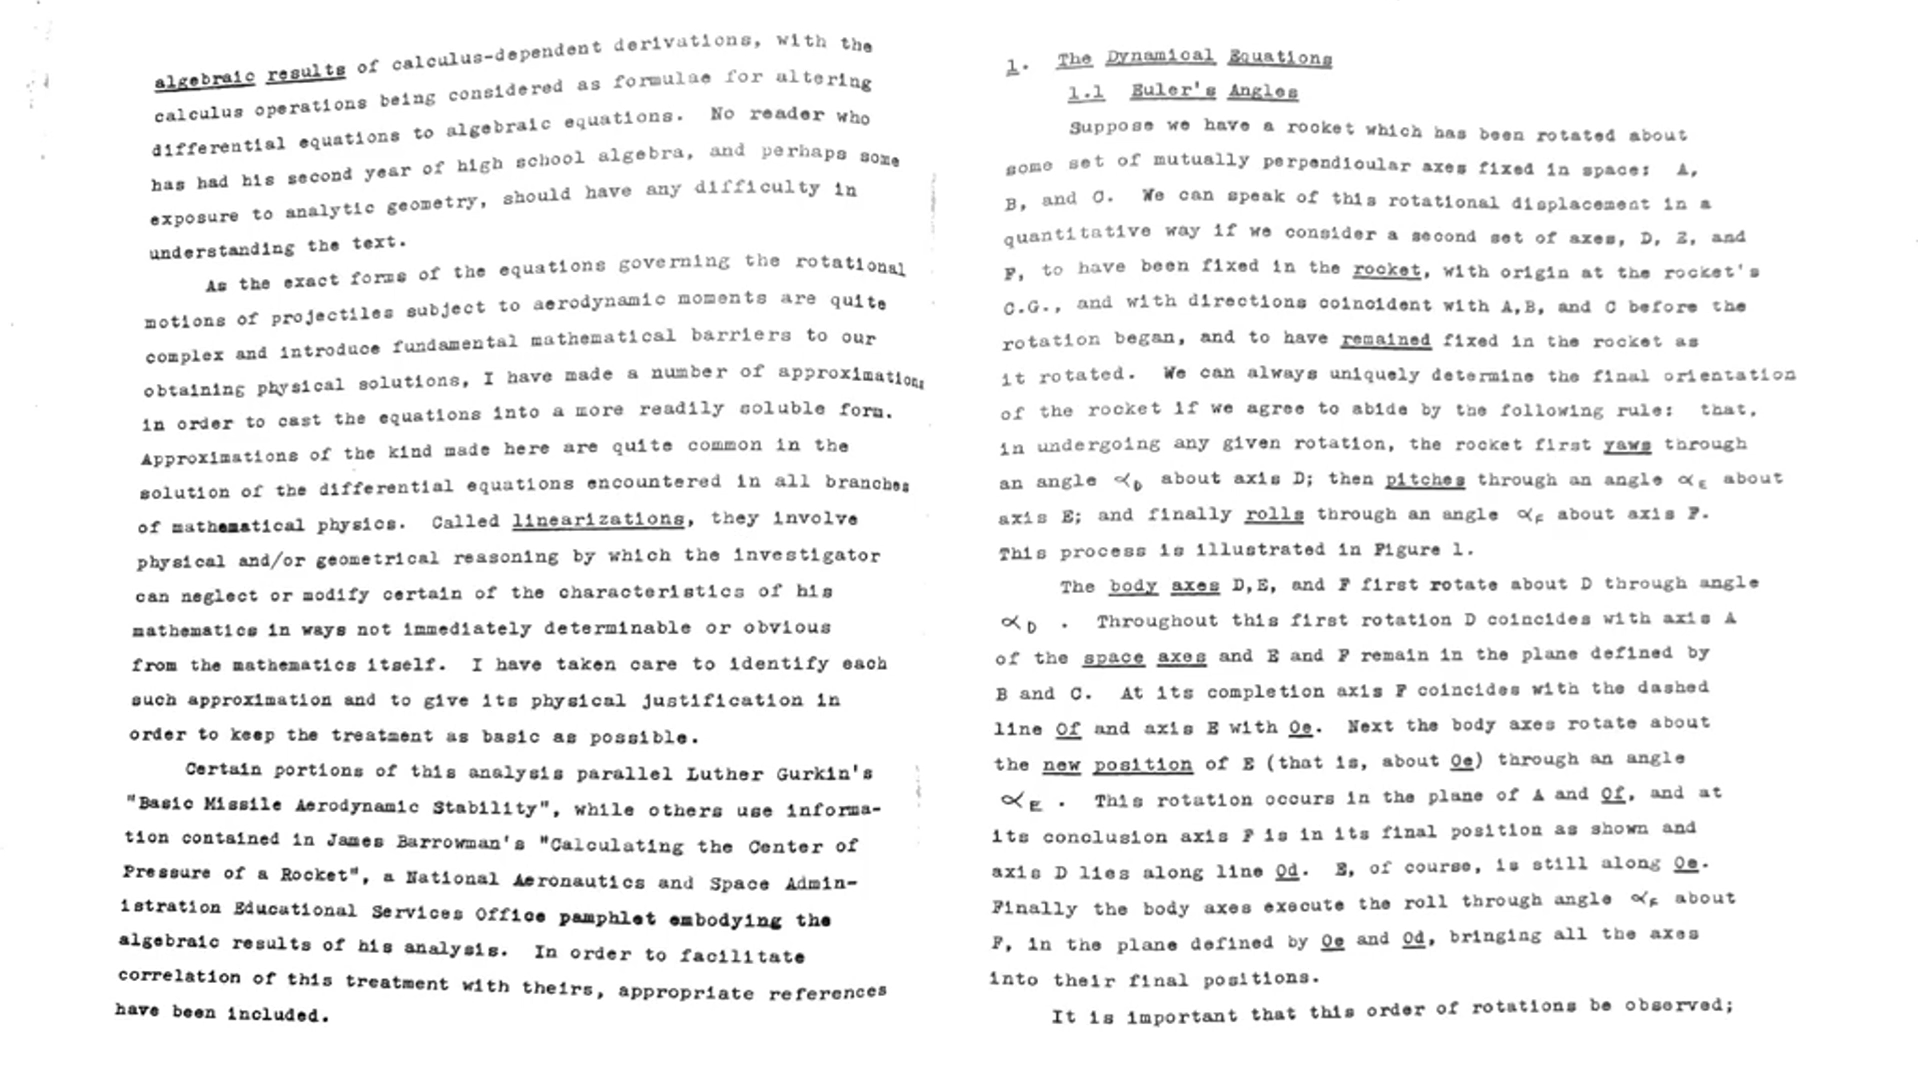 algebraic results of calculus-dependent derivations, with the
calculus operations being considered as formulae for altering
differential equations to algebraic equations. No reader who
has had his second year of high school algebra, and perhaps some
exposure to analytic geometry, should have any difficulty in
understanding the text.
As the exact forms of the equations governing the rotational
motions of projectiles subject to aerodynamic moments are quite
complex and introduce fundamental mathematical barriers to our
obtaining physical solutions, I have made a number of approximations
in order to cast the equations into a more readily soluble form.
Approximations of the kind made here are quite common in the
solution of the differential equations encountered in all branches
of mathematical physics. Called linearizations, they involve
physical and/or geometrical reasoning by which the investigator
can neglect or modify certain of the characteristics of his
mathematics in ways not immediately determinable or obvious
from the mathematics itself. I have taken care to identify each
such approximation and to give its physical justification in
order to keep the treatment as basic as possible.
Certain portions of this analysis parallel Luther Gurkin's
"Basic Missile Aerodynamic Stability", while others use informa-
tion contained in James Barrowman's "Calculating the Center of
Pressure of a Rocket", a National Aeronautics and Space Admin-
istration Educational Services Office pamphlet embodying the
algebraic results of his analysis. In order to facilitate
correlation of this treatment with theirs, appropriate references
have been included.
1. The Dynamical Equations
1.1 Euler's Angles
Suppose we have a rocket which has been rotated about
some set of mutually perpendicular axes fixed in space: A,
B, and C. We can speak of this rotational displacement in a
quantitative way if we consider a second set of axes, D, E, and
F, to have been fixed in the rocket, with origin at the rocket's
C.G., and with directions coincident with A,B, and C before the
rotation began, and to have remained fixed in the rocket as
it rotated. We can always uniquely determine the final orientation
of the rocket if we agree to abide by the following rule: that,
in undergoing any given rotation, the rocket first yaws through
an angle ∝D about axis D; then pitches through an angle ∝E about
axis E; and finally rolls through an angle ∝F about axis F.
This process is illustrated in Figure 1.
The body axes D,E, and F first rotate about D through angle
∝D . Throughout this first rotation D coincides with axis A
of the space axes and E and F remain in the plane defined by
B and C. At its completion axis F coincides with the dashed
line Of and axis E with Oe. Next the body axes rotate about
the new position of E (that is, about Oe) through an angle
∝E . This rotation occurs in the plane of A and Of, and at
its conclusion axis F is in its final position as shown and
axis D lies along line Od. E, of course, is still along Oe.
Finally the body axes execute the roll through angle ∝F about
F, in the plane defined by Oe and Od, bringing all the axes
into their final positions.
It is important that this order of rotations be observed;